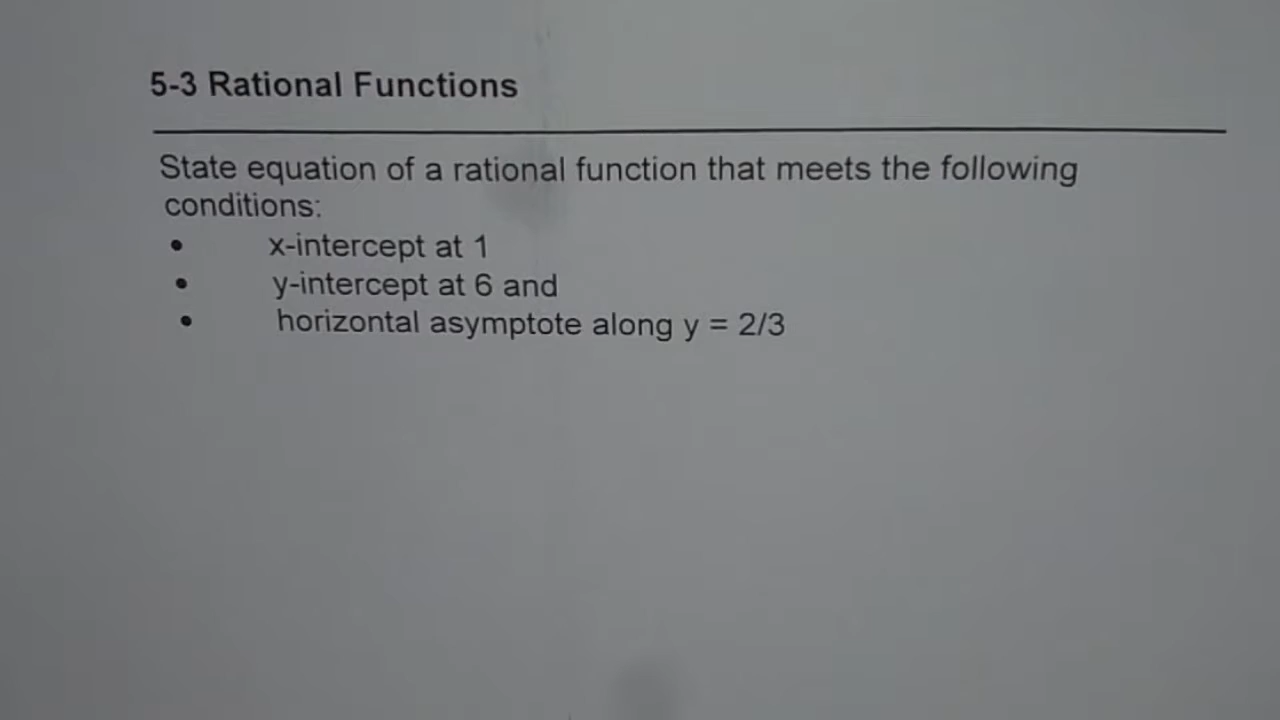 5-3 Rational Functions
State equation of a rational function that meets the following
conditions:
• x-intercept at 1
• y-intercept at 6 and
• horizontal asymptote along y = 2/3